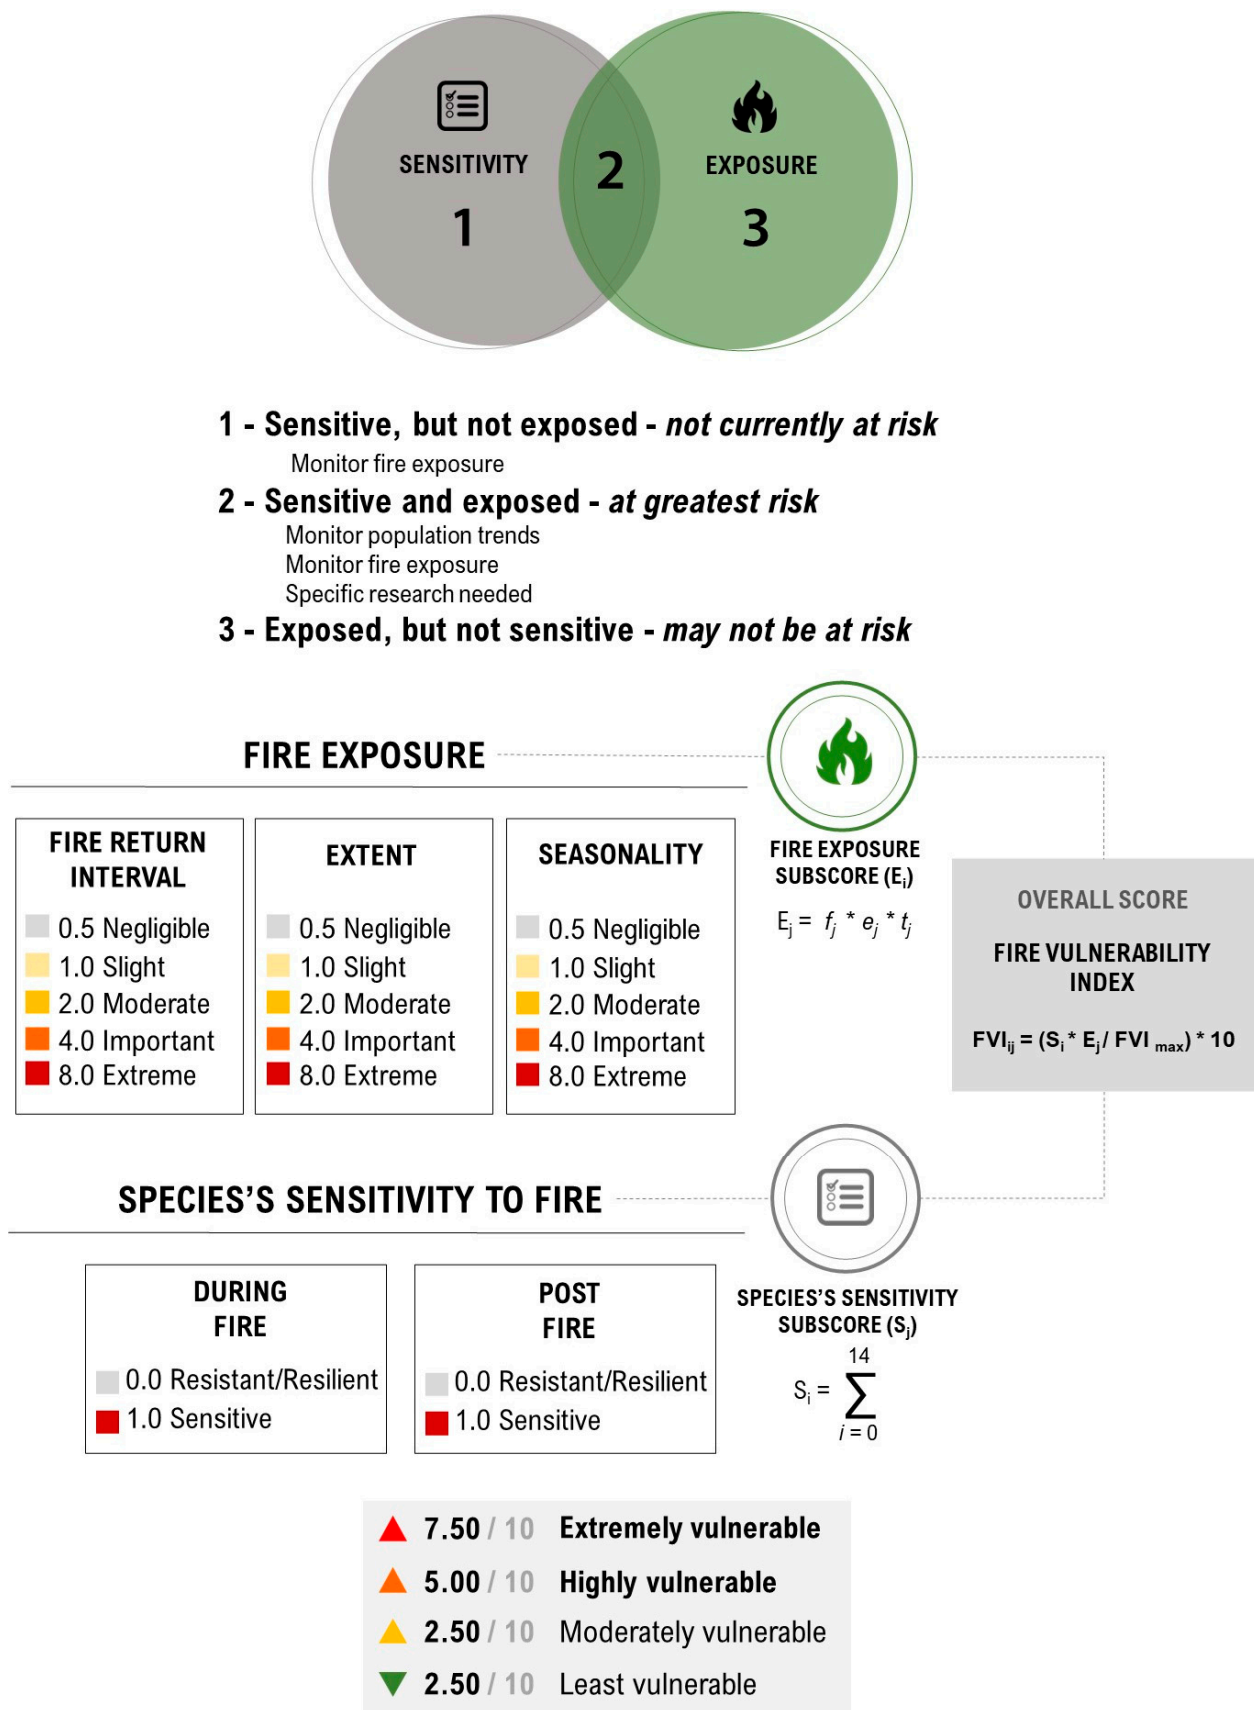 SENSITIVITY
1
2
EXPOSURE
3
1 - Sensitive, but not exposed - not currently at risk
Monitor fire exposure
2 - Sensitive and exposed - at greatest risk
Monitor population trends
Monitor fire exposure
Specific research needed
3 - Exposed, but not sensitive - may not be at risk
FIRE EXPOSURE
FIRE RETURN
INTERVAL
0.5 Negligible
1.0 Slight
2.0 Moderate
4.0 Important
8.0 Extreme
EXTENT
0.5 Negligible
1.0 Slight
2.0 Moderate
4.0 Important
8.0 Extreme
SEASONALITY
0.5 Negligible
1.0 Slight
2.0 Moderate
4.0 Important
8.0 Extreme
FIRE EXPOSURE
SUBSCORE (Ei)
Ej = fj * ej * tj
OVERALL SCORE
FIRE VULNERABILITY
INDEX
FVIij = (Si * Ej / FVI max) * 10
SPECIES'S SENSITIVITY TO FIRE
DURING
FIRE
0.0 Resistant/Resilient
1.0 Sensitive
POST
FIRE
0.0 Resistant/Resilient
1.0 Sensitive
SPECIES'S SENSITIVITY
SUBSCORE (Sj)
14
Si = ∑
i = 0
7.50 / 10 Extremely vulnerable
5.00 / 10 Highly vulnerable
2.50 / 10 Moderately vulnerable
2.50 / 10 Least vulnerable